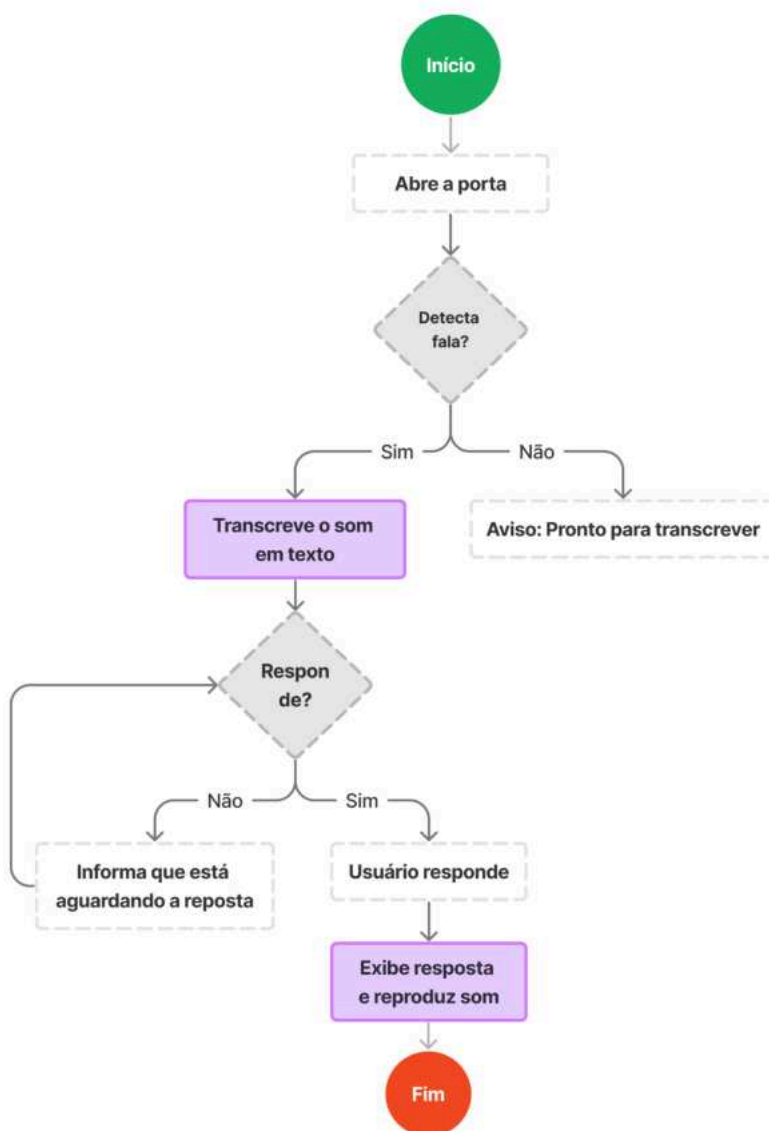 Início
Abre a porta
Detecta
fala?
Sim
Não
Transcreve o som
em texto
Aviso: Pronto para transcrever
Respon
de?
Não
Sim
Informa que está
aguardando a reposta
Usuário responde
Exibe resposta
e reproduz som
Fim